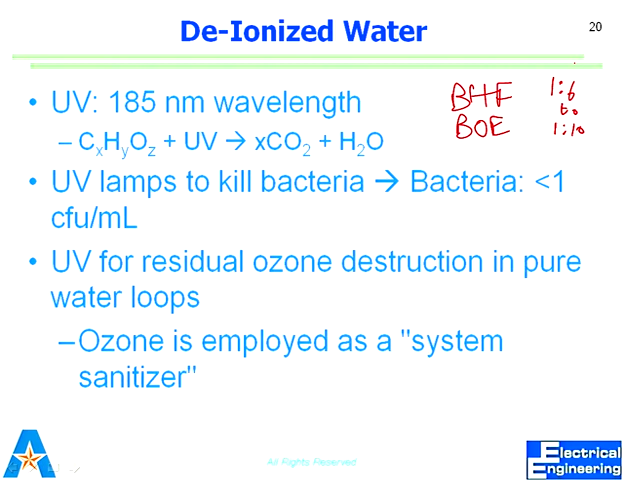 De-Ionized Water
20
• UV: 185 nm wavelength
– CxHyOz + UV → xCO2 + H2O
BHF 1:6
to
BOE 1:10
• UV lamps to kill bacteria → Bacteria: <1
cfu/mL
• UV for residual ozone destruction in pure
water loops
–Ozone is employed as a "system
sanitizer"
A
All Rights Reserved
Electrical
Engineering